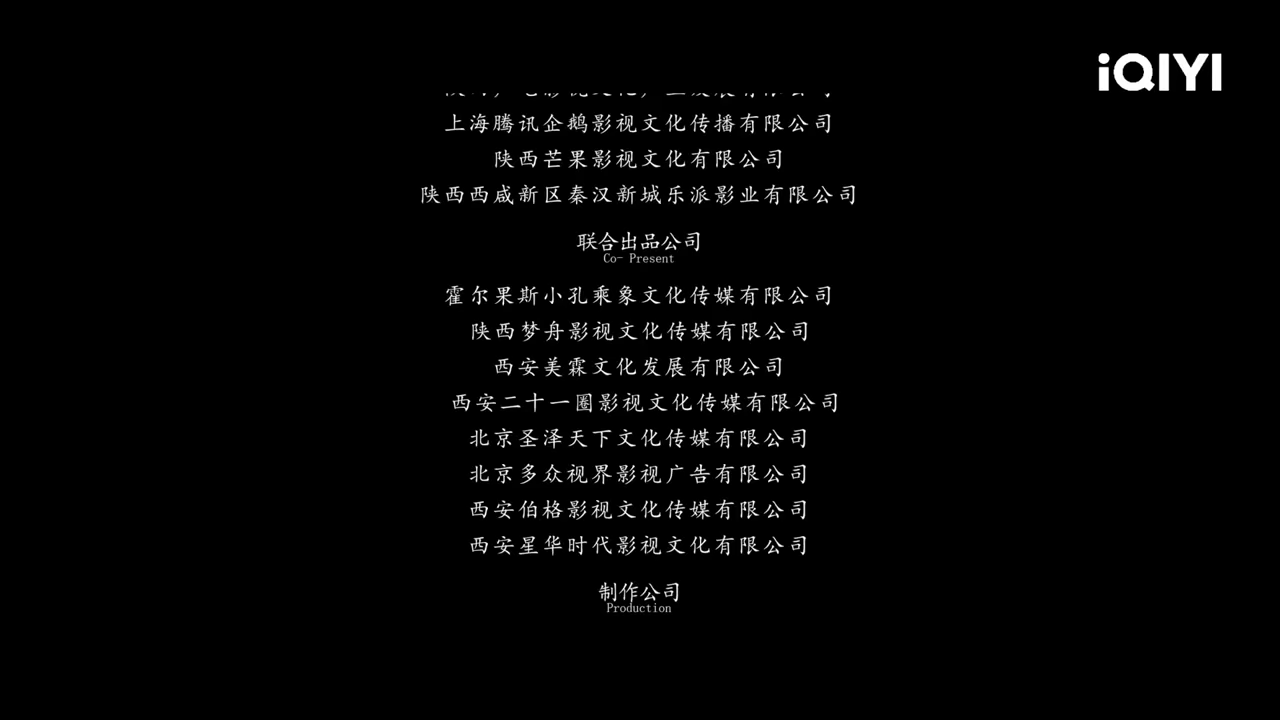 iQIYI
上海腾讯企鹅影视文化传播有限公司
陕西芒果影视文化有限公司
陕西西咸新区秦汉新城乐派影业有限公司
联合出品公司
Co- Present
霍尔果斯小孔乘象文化传媒有限公司
陕西梦舟影视文化传媒有限公司
西安美霖文化发展有限公司
西安二十一圈影视文化传媒有限公司
北京圣泽天下文化传媒有限公司
北京多众视界影视广告有限公司
西安伯格影视文化传媒有限公司
西安星华时代影视文化有限公司
制作公司
Production